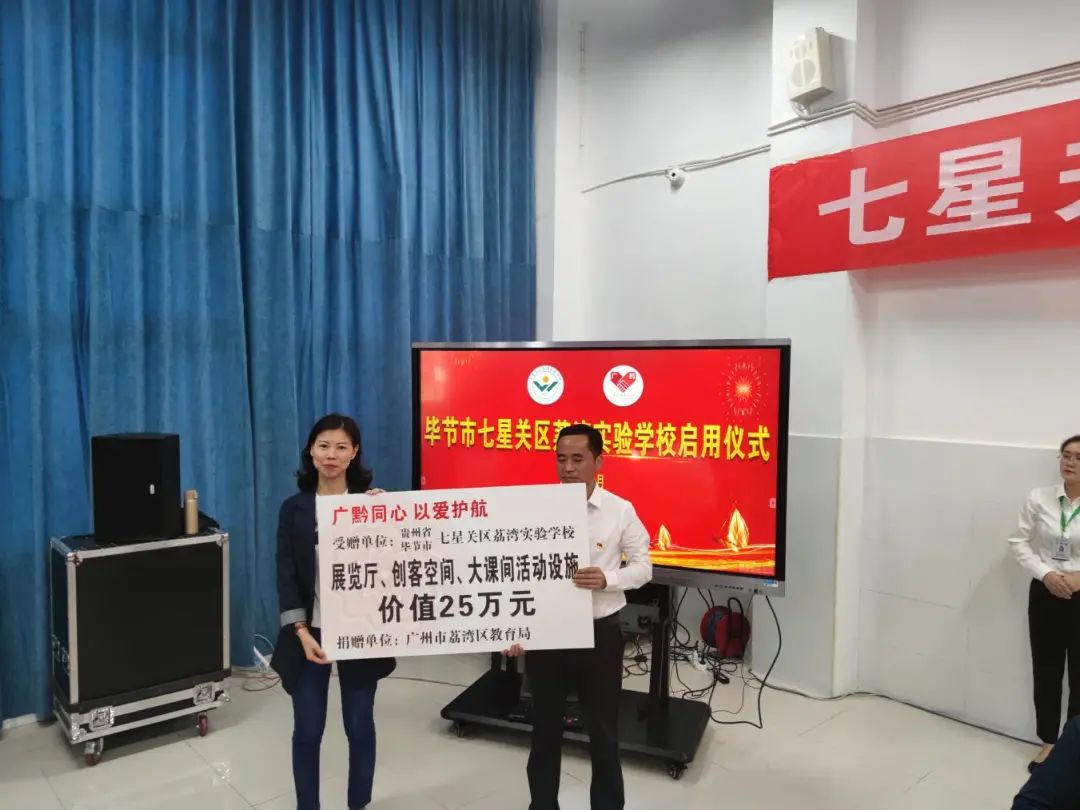 七星关
广黔
毕节市七星关区荔湾实验学校启用仪式
广黔同心 以爱护航
受赠单位：贵州省毕节市 七星关区荔湾实验学校
展览厅、创客空间、大课间活动设施
价值25万元
捐赠单位：广州市荔湾区教育局